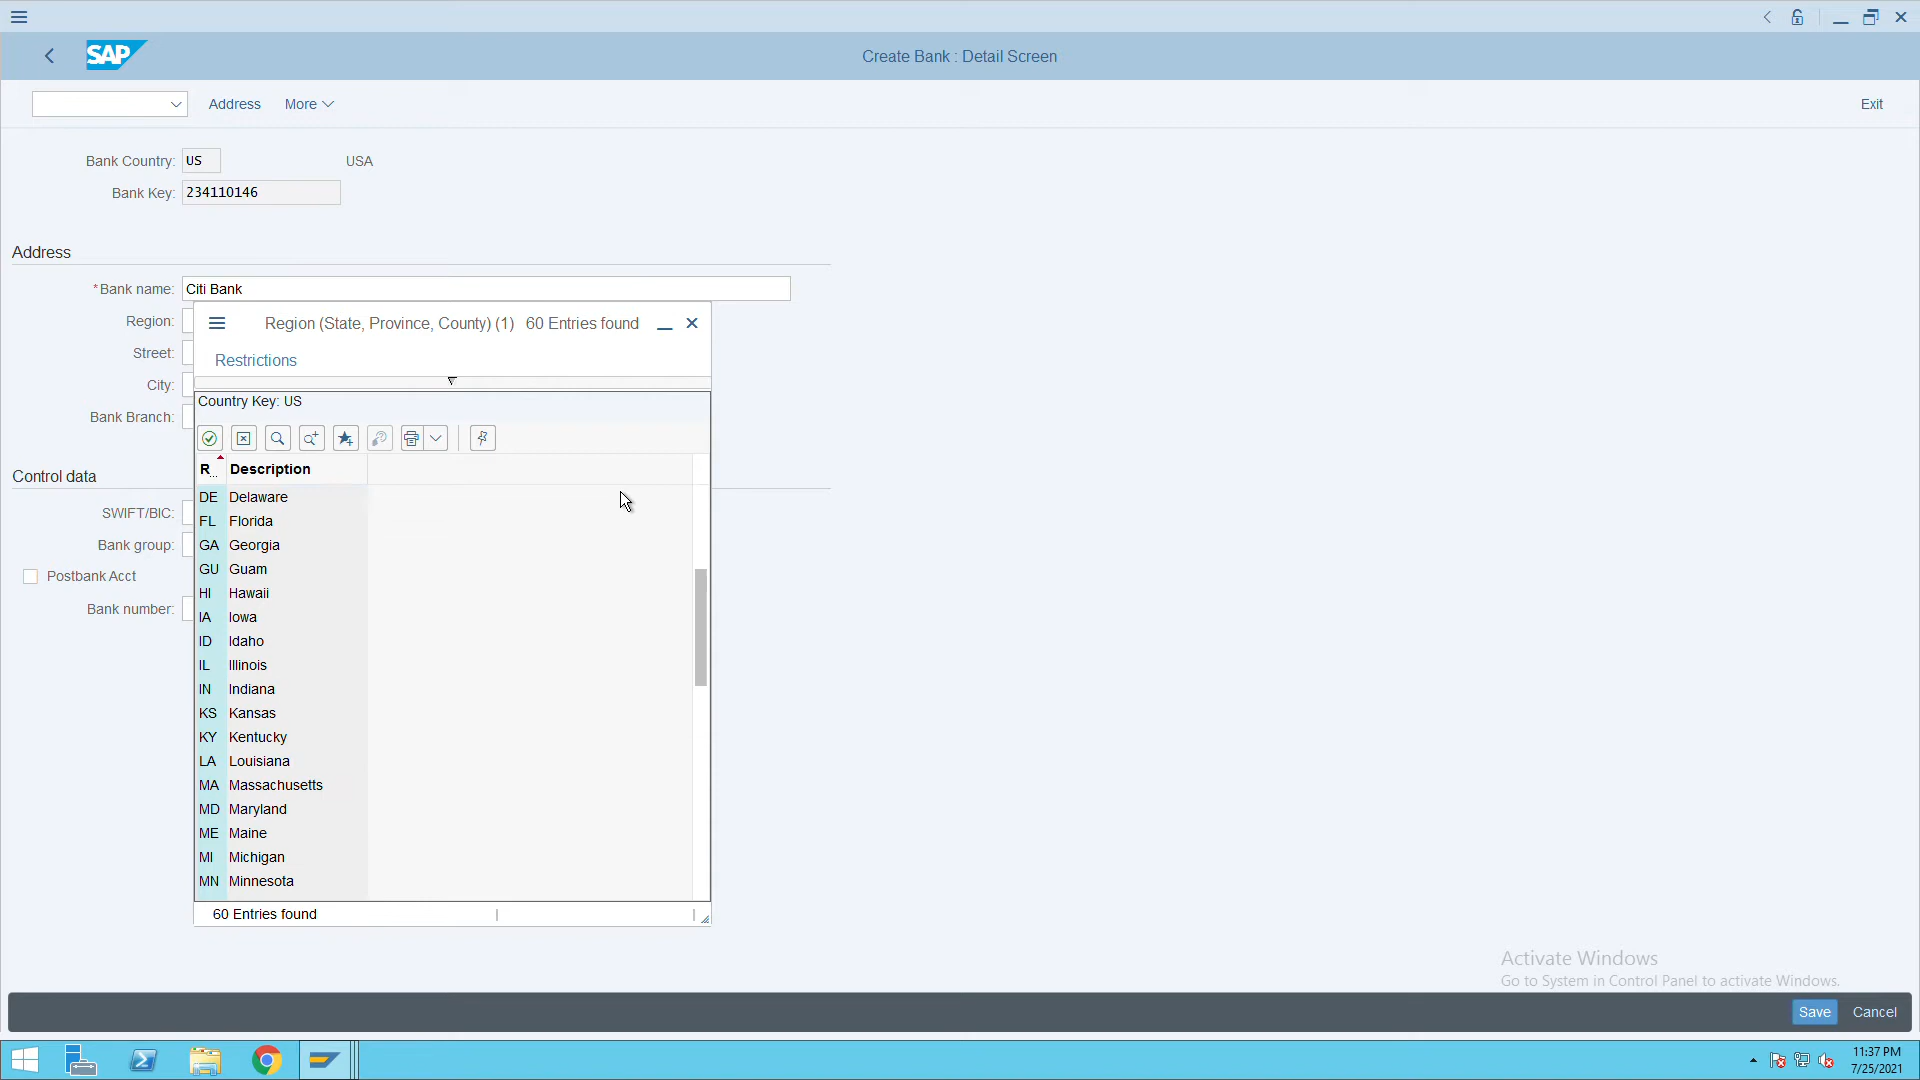 SAP
Create Bank : Detail Screen
Address More
Exit
Bank Country: US USA
Bank Key: 234110146
Address
*Bank name: Citi Bank
Region:
Street:
City:
Bank Branch:
Control data
SWIFT/BIC:
Bank group:
Postbank Acct
Bank number:
Region (State, Province, County) (1) 60 Entries found
Restrictions
Country Key: US
R... Description
DE Delaware
FL Florida
GA Georgia
GU Guam
HI Hawaii
IA Iowa
ID Idaho
IL Illinois
IN Indiana
KS Kansas
KY Kentucky
LA Louisiana
MA Massachusetts
MD Maryland
ME Maine
MI Michigan
MN Minnesota
60 Entries found
Activate Windows
Go to System in Control Panel to activate Windows.
Save Cancel
11:37 PM
7/25/2021